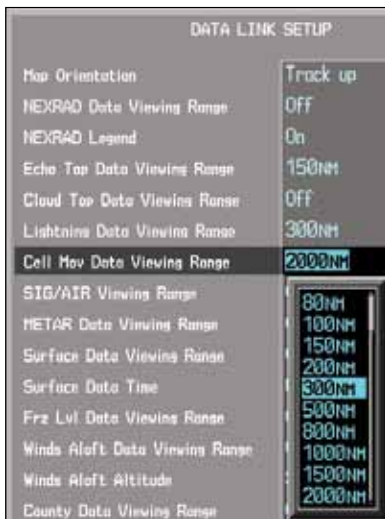 DATA LINK SETUP
Map Orientation Track up
NEXRAD Data Viewing Range Off
NEXRAD Legend On
Echo Top Data Viewing Range 150NM
Cloud Top Data Viewing Range Off
Lightning Data Viewing Range 300NM
Cell Mov Data Viewing Range 2000NM
SIG/AIR Viewing Range
METAR Data Viewing Range
Surface Data Viewing Range
Surface Data Time
Frz Lvl Data Viewing Range
Winds Aloft Data Viewing Range
Winds Aloft Altitude
County Data Viewing Range
80NM
100NM
150NM
200NM
300NM
500NM
800NM
1000NM
1500NM
2000NM